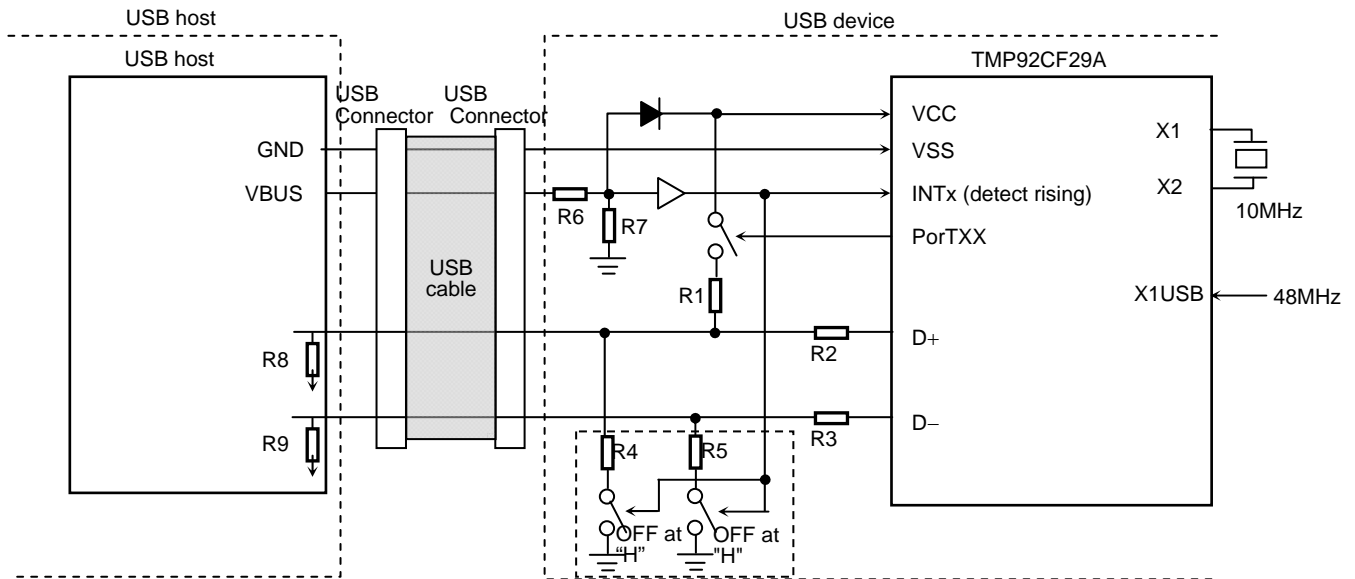 USB host
USB device
USB host
TMP92CF29A
USB
Connector
USB
Connector
VCC
X1
GND
VSS
VBUS
INTx (detect rising)
X2
R6
R7
10MHz
PorTXX
USB
cable
R1
X1USB
48MHz
R8
R2
D+
R9
R3
D−
R4
R5
OFF at
“H”
OFF at
"H"